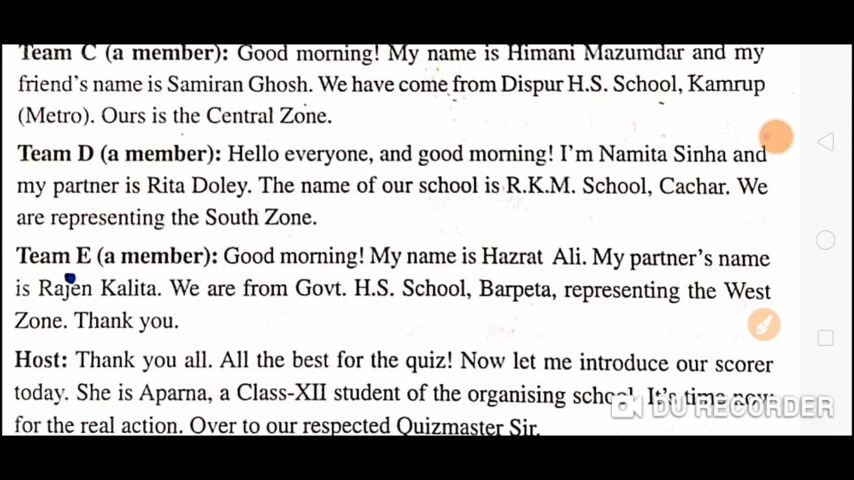 Team C (a member): Good morning! My name is Himani Mazumdar and my
friend's name is Samiran Ghosh. We have come from Dispur H.S. School, Kamrup
(Metro). Ours is the Central Zone.
Team D (a member): Hello everyone, and good morning! I'm Namita Sinha and
my partner is Rita Doley. The name of our school is R.K.M. School, Cachar. We
are representing the South Zone.
Team E (a member): Good morning! My name is Hazrat Ali. My partner's name
is Rajen Kalita. We are from Govt. H.S. School, Barpeta, representing the West
Zone. Thank you.
Host: Thank you all. All the best for the quiz! Now let me introduce our scorer
today. She is Aparna, a Class-XII student of the organising school. It's time now
for the real action. Over to our respected Quizmaster Sir.
DU RECORDER